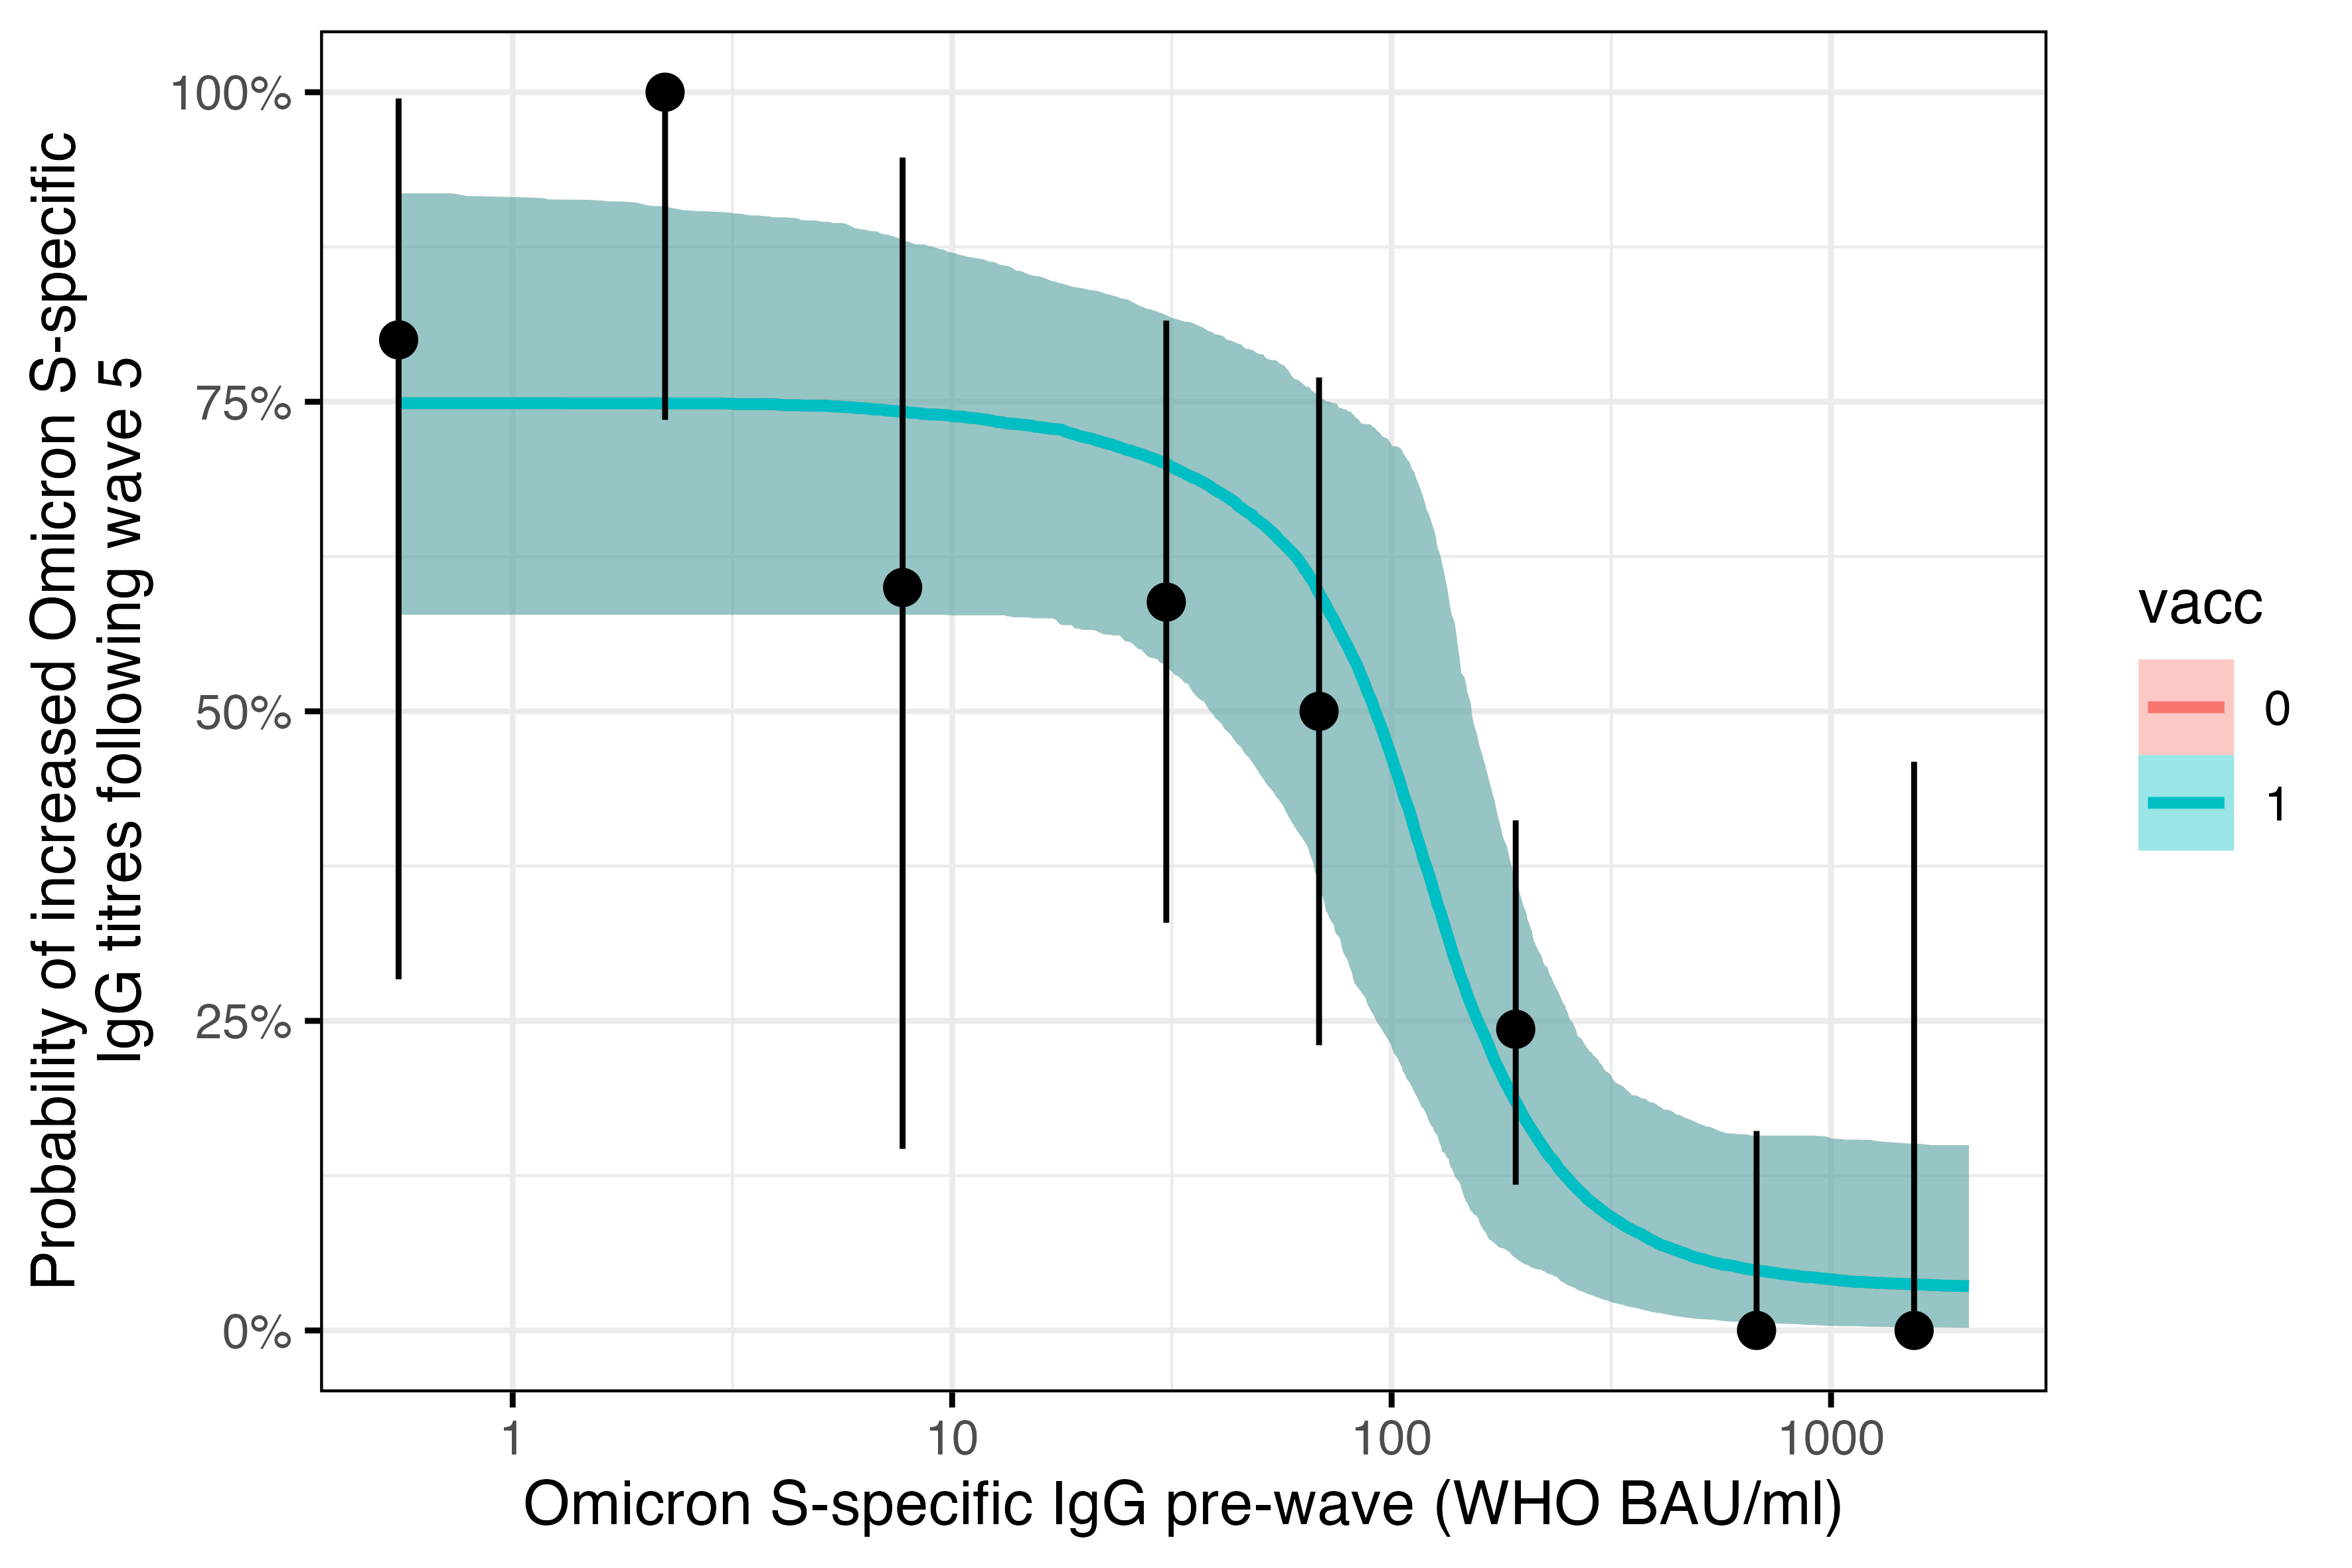 Probability of increased Omicron S-specific
IgG titres following wave 5
100%
75%
50%
25%
0%
1
10
100
1000
Omicron S-specific IgG pre-wave (WHO BAU/ml)
vacc
0
1